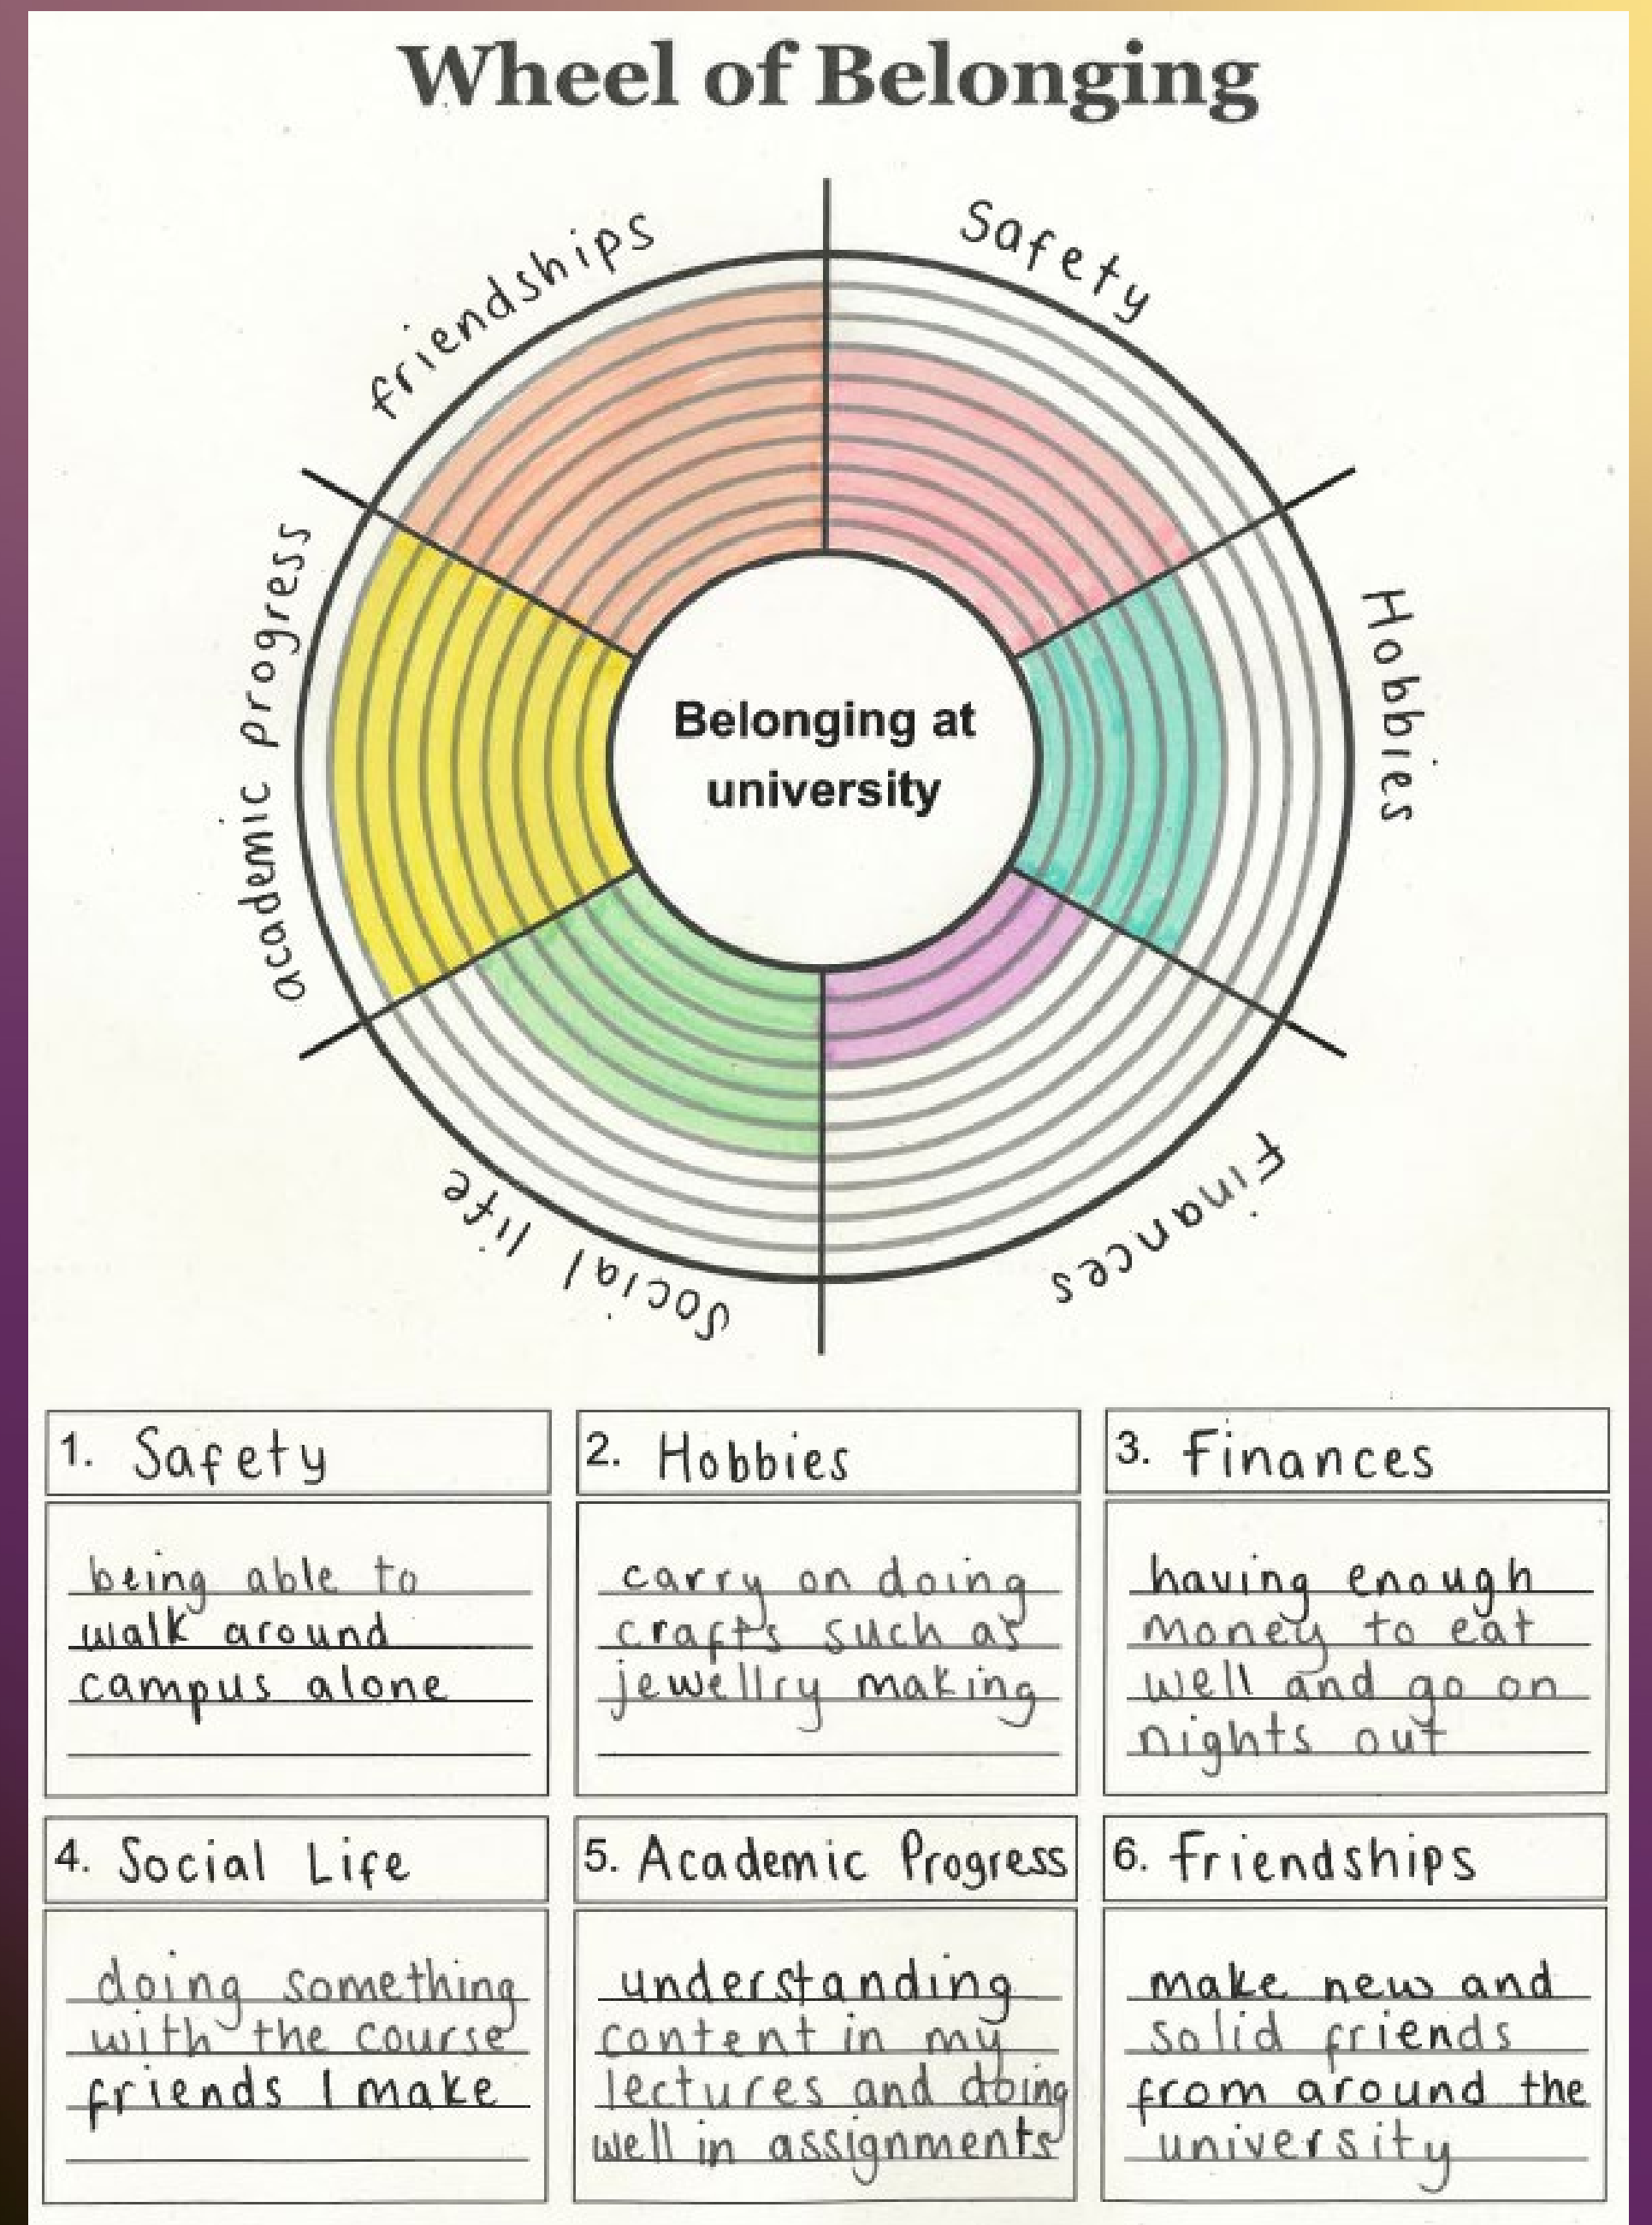 Wheel of Belonging
friendships
Safety
academic progress
Hobbies
Belonging at
university
Social life
Finances
1. Safety
being able to
walk around
campus alone
2. Hobbies
carry on doing
crafts such as
jewellry making
3. Finances
having enough
money to eat
well and go on
nights out
4. Social Life
doing something
with the course
friends I make
5. Academic Progress
understanding
content in my
lectures and doing
well in assignments
6. Friendships
make new and
solid friends
from around the
university